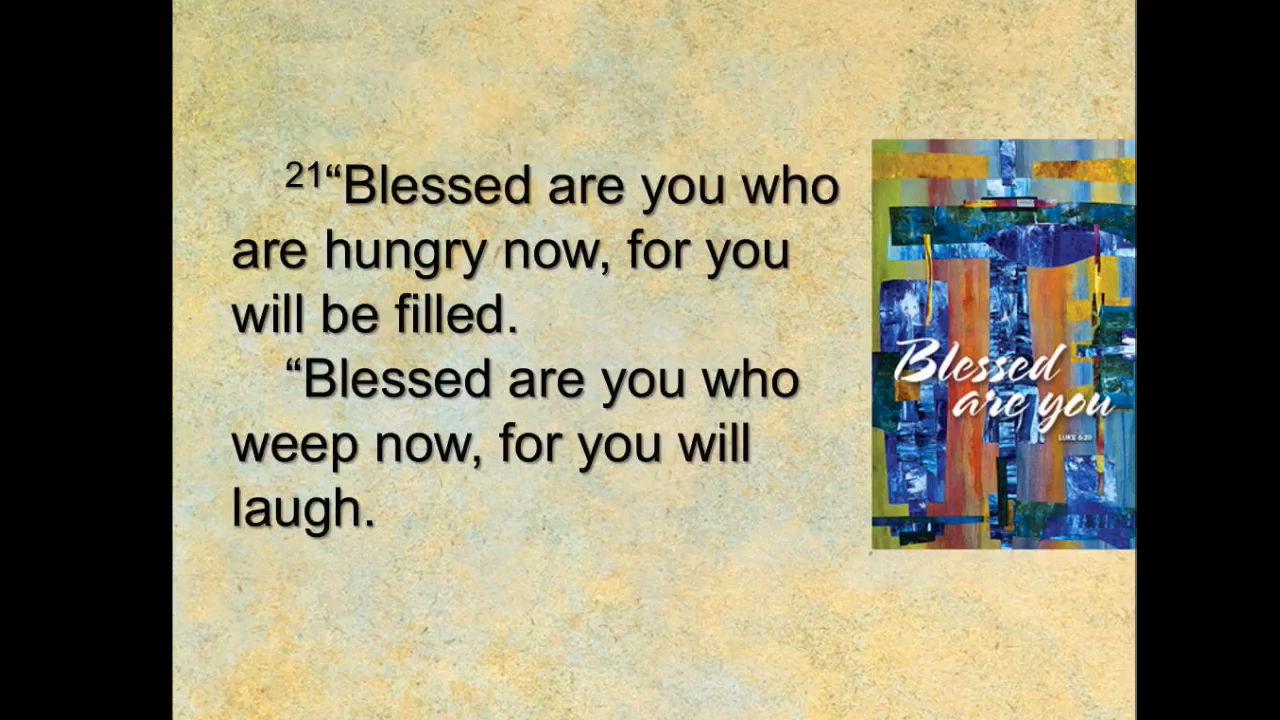 21“Blessed are you who
are hungry now, for you
will be filled.
“Blessed are you who
weep now, for you will
laugh.
Blessed
are you
LUKE 6:20